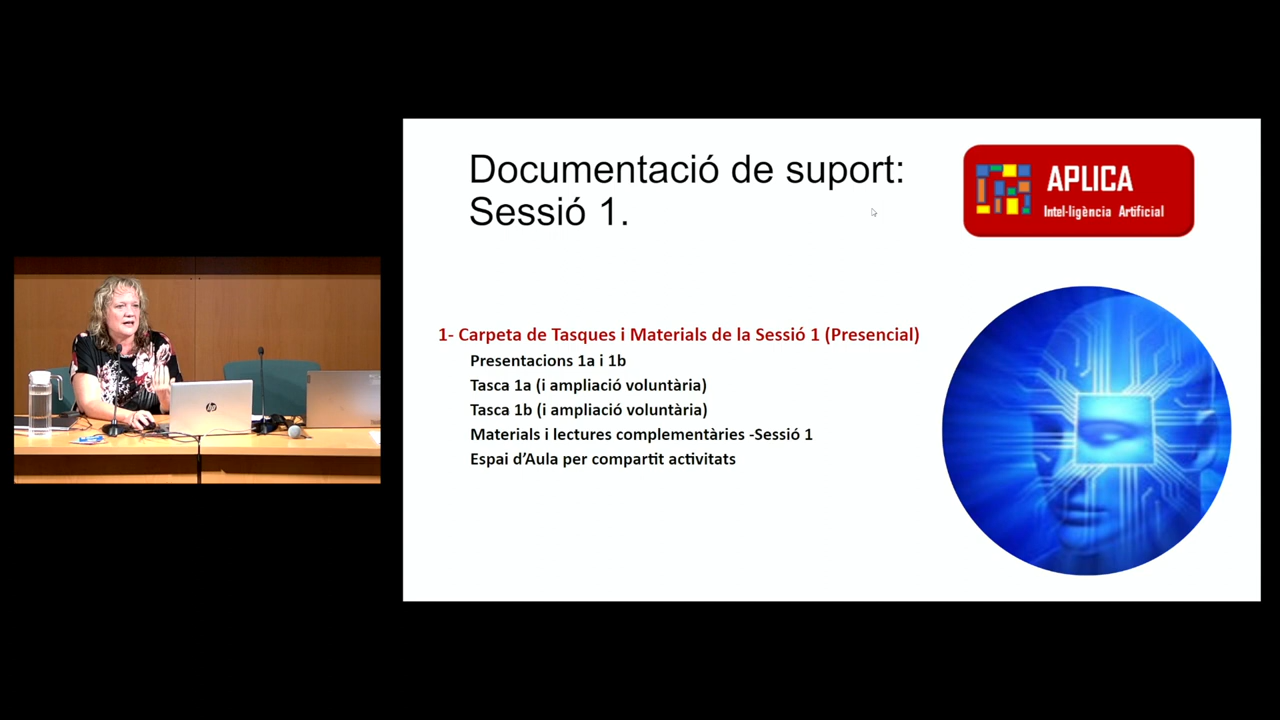 Documentació de suport:
Sessió 1.
APLICA
Intel·ligència Artificial
1- Carpeta de Tasques i Materials de la Sessió 1 (Presencial)
Presentacions 1a i 1b
Tasca 1a (i ampliació voluntària)
Tasca 1b (i ampliació voluntària)
Materials i lectures complementàries -Sessió 1
Espai d’Aula per compartit activitats
hp